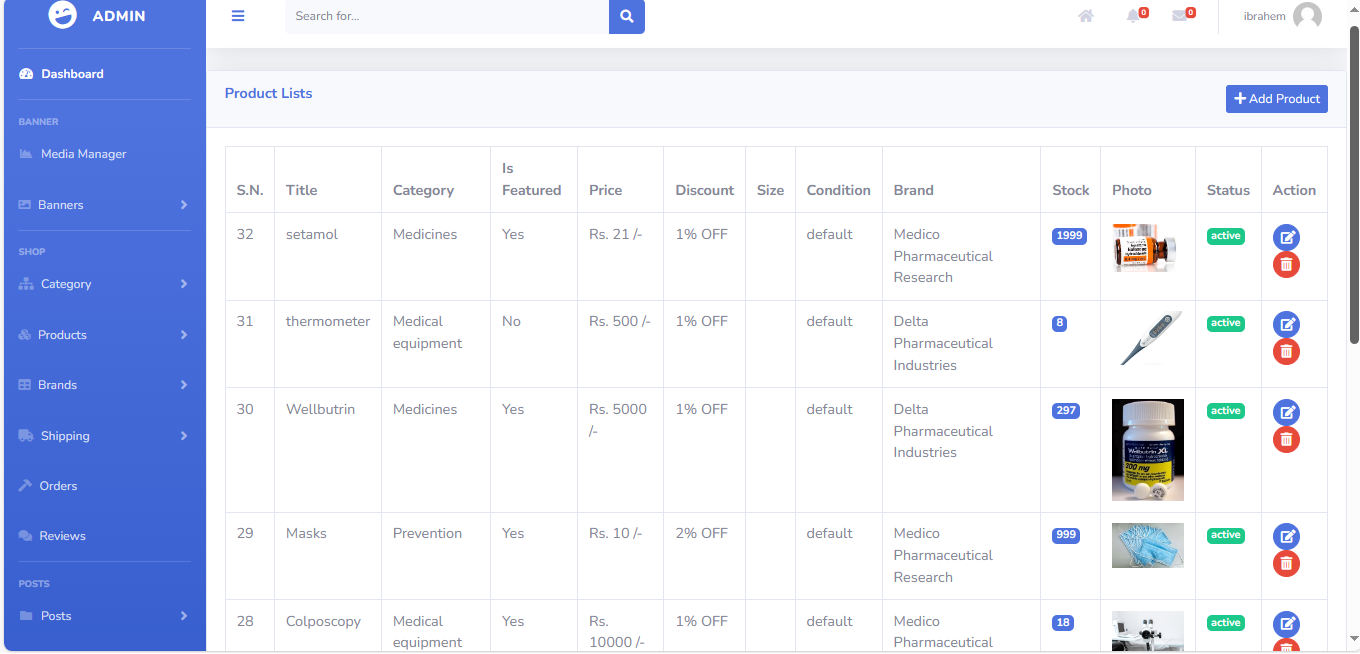 ADMIN
Search for...
0
0
ibrahem
Dashboard
BANNER
Media Manager
Banners
SHOP
Category
Products
Brands
Shipping
Orders
Reviews
POSTS
Posts
Product Lists
Add Product
S.N. Title Category Is Featured Price Discount Size Condition Brand Stock Photo Status Action
32 setamol Medicines Yes Rs. 21 /- 1% OFF default Medico 1999 active
Pharmaceutical
Research
31 thermometer Medical No Rs. 500 /- 1% OFF default Delta 8 active
equipment Pharmaceutical
Industries
30 Wellbutrin Medicines Yes Rs. 5000 1% OFF default Delta 297 active
/- Pharmaceutical
Industries
Wellbutrin XL
200 mg
29 Masks Prevention Yes Rs. 10 /- 2% OFF default Medico 999 active
Pharmaceutical
Research
28 Colposcopy Medical Yes Rs. 1% OFF default Medico 18 active
equipment 10000 /- Pharmaceutical